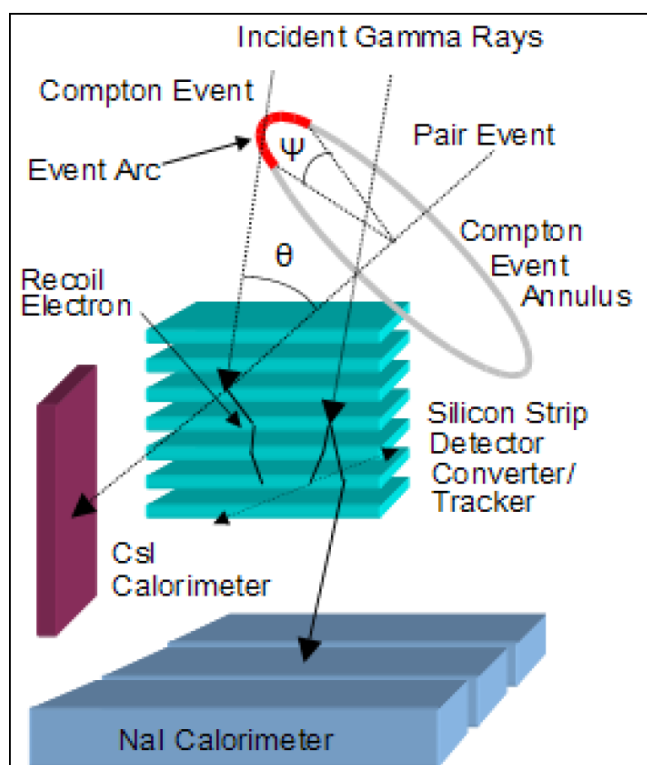 Incident Gamma Rays
Compton Event
Event Arc
Ψ
Pair Event
Compton
Event
Annulus
θ
Recoil
Electron
Silicon Strip
Detector
Converter/
Tracker
CsI
Calorimeter
NaI Calorimeter